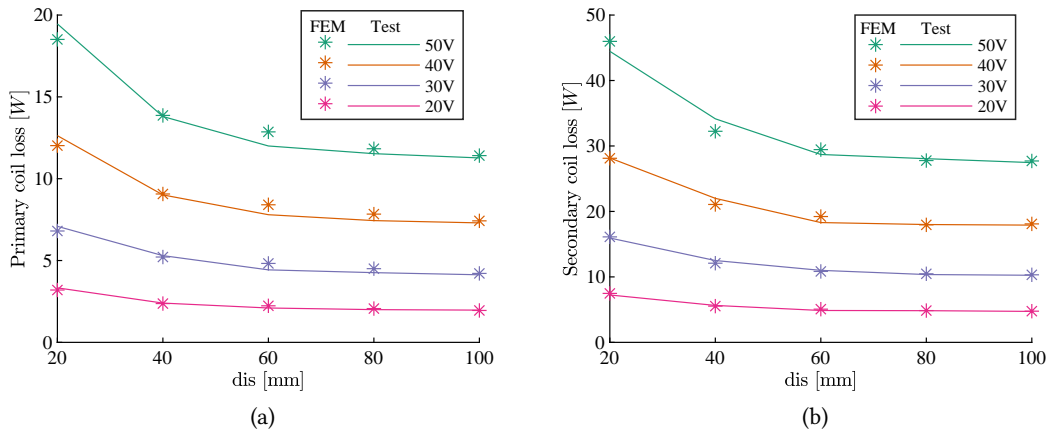 FEM Test
50V
40V
30V
20V
Primary coil loss [W]
20
15
10
5
0
20 40 60 80 100
dis [mm]
(a)
FEM Test
50V
40V
30V
20V
Secondary coil loss [W]
50
40
30
20
10
0
20 40 60 80 100
dis [mm]
(b)